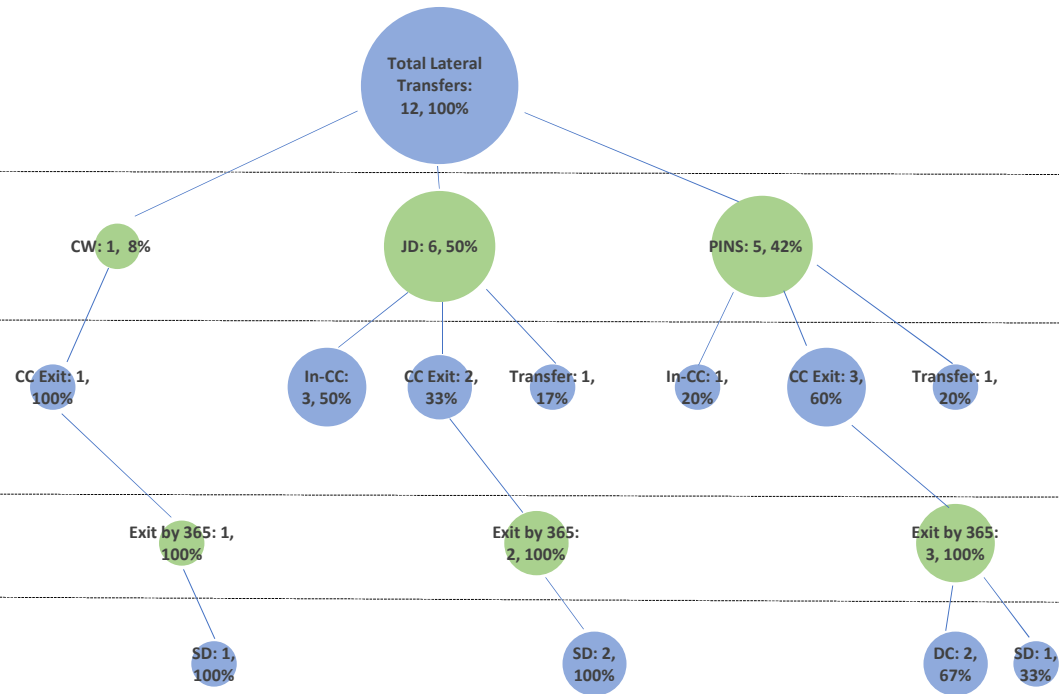 Total Lateral
Transfers:
12, 100%
CW: 1,  8%
JD: 6, 50%
PINS: 5, 42%
CC Exit: 1,
100%
In-CC:
3, 50%
CC Exit: 2,
33%
Transfer: 1,
17%
In-CC: 1,
20%
CC Exit: 3,
60%
Transfer: 1,
20%
Exit by 365: 1,
100%
Exit by 365:
2, 100%
Exit by 365:
3, 100%
SD: 1,
100%
SD: 2,
100%
DC: 2,
67%
SD: 1,
33%